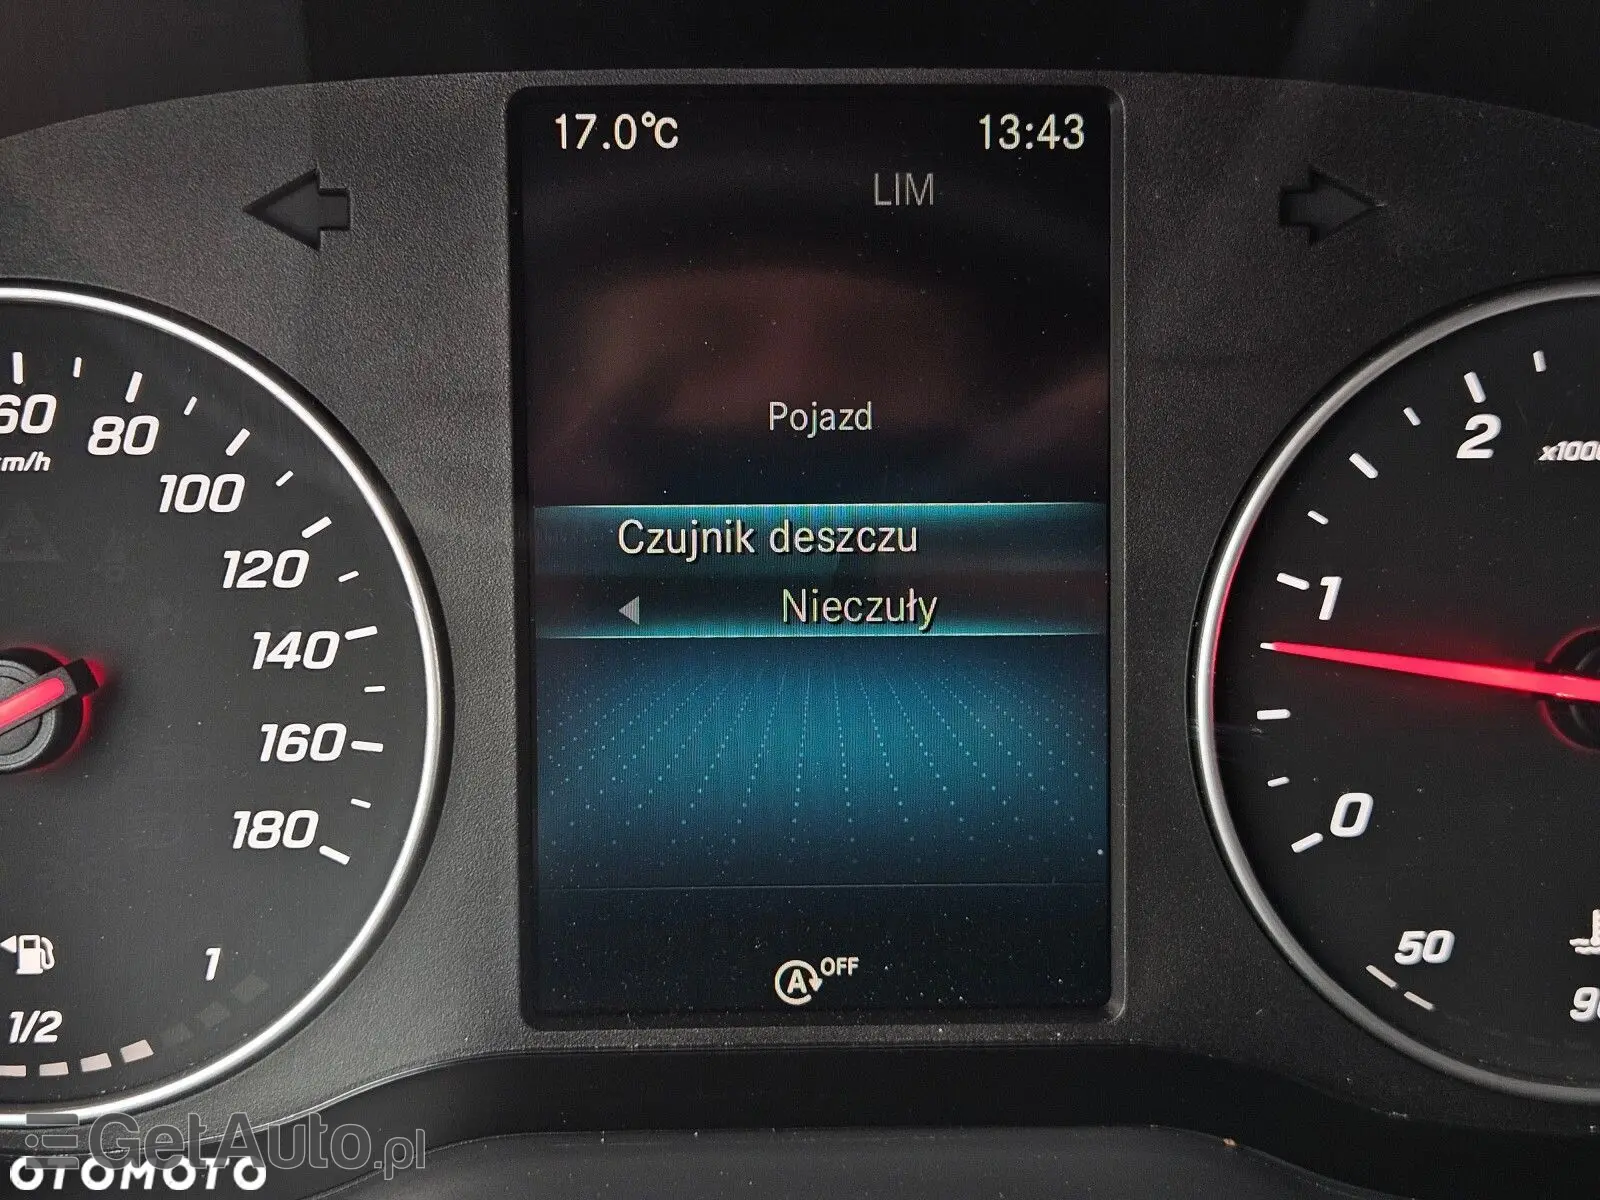 17.0°C 13:43
LIM
Pojazd
Czujnik deszczu
Nieczuły
A OFF
60
km/h
80
100
120
140
160
180
1
1/2
2
x1000
1
0
50
GetAuto.pl
OTOMOTO